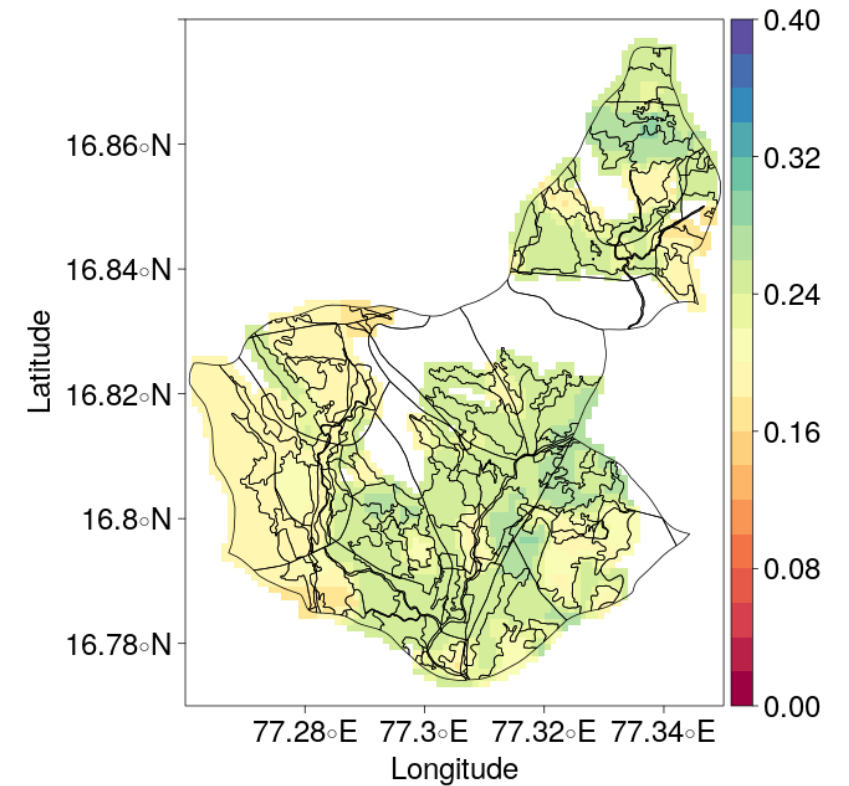 0.40
0.32
0.24
0.16
0.08
0.00
16.86◦N
16.84◦N
16.82◦N
16.8◦N
16.78◦N
Latitude
77.28◦E 77.3◦E 77.32◦E 77.34◦E
Longitude